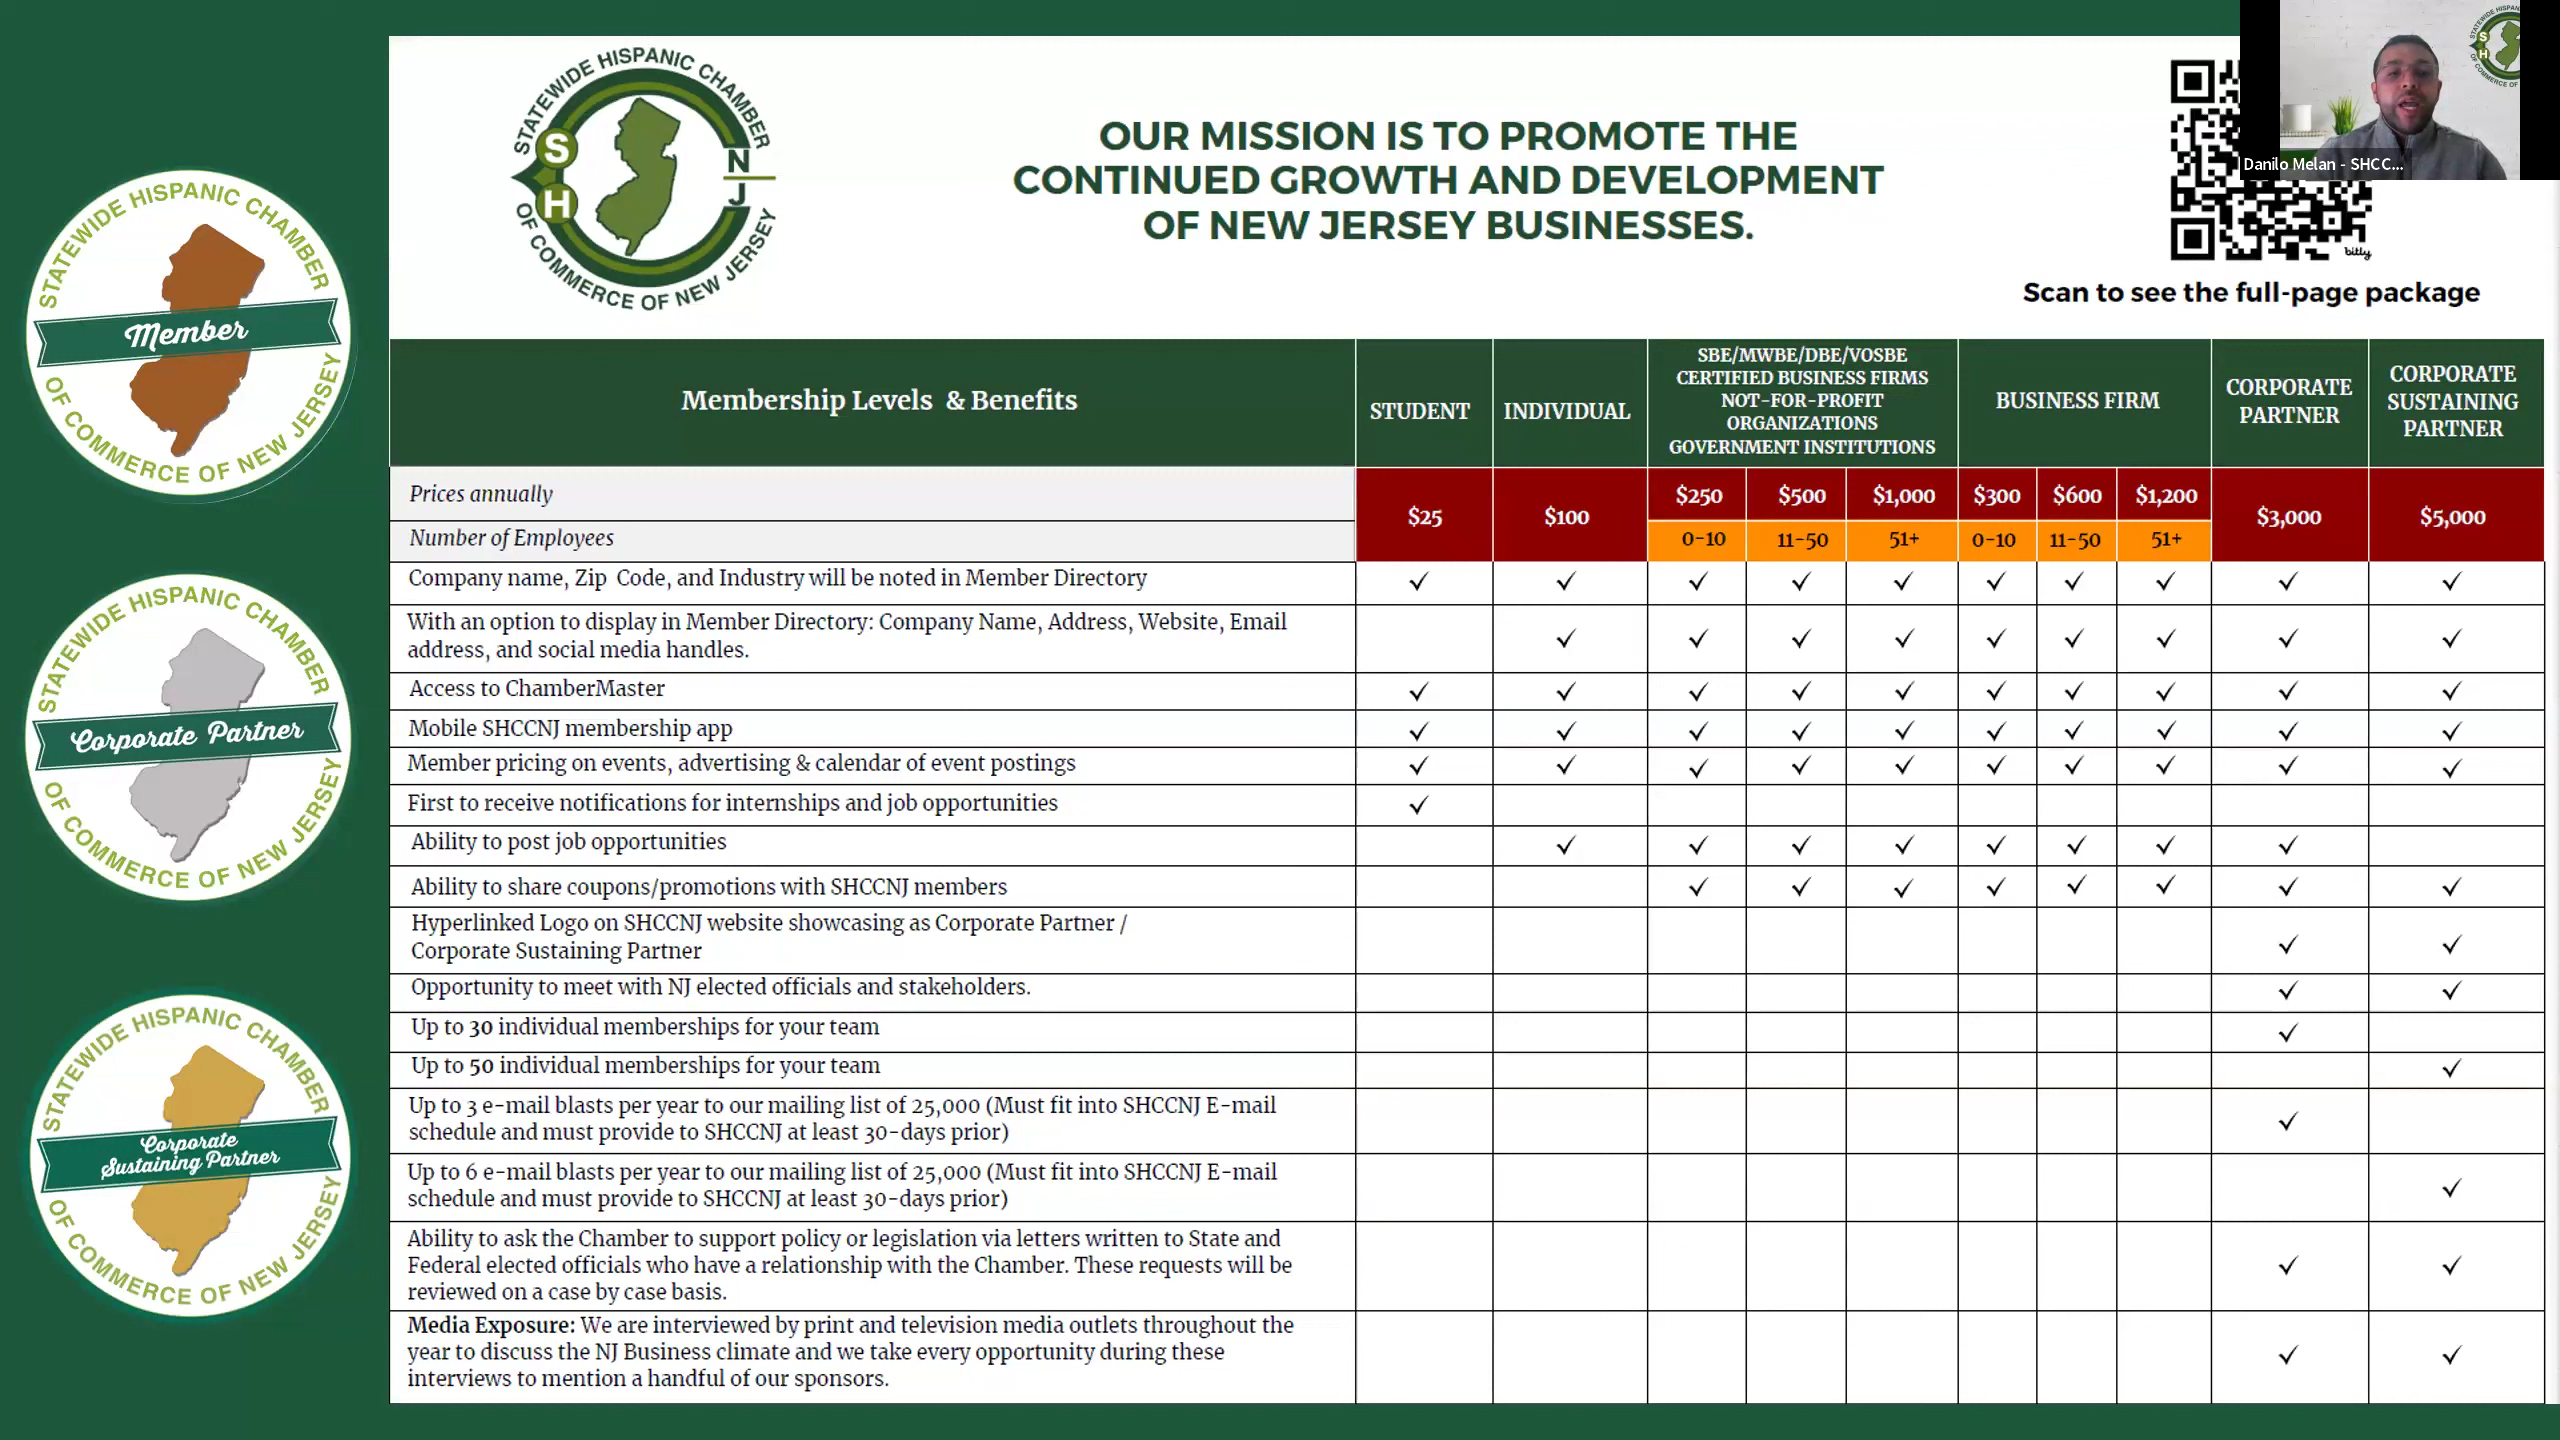 STATEWIDE HISPANIC CHAMBER
Member
OF COMMERCE OF NEW JERSEY
STATEWIDE HISPANIC CHAMBER
Corporate Partner
OF COMMERCE OF NEW JERSEY
STATEWIDE HISPANIC CHAMBER
Corporate
Sustaining Partner
OF COMMERCE OF NEW JERSEY
STATEWIDE HISPANIC CHAMBER
S
H
N
J
OF COMMERCE OF NEW JERSEY
OUR MISSION IS TO PROMOTE THE
CONTINUED GROWTH AND DEVELOPMENT
OF NEW JERSEY BUSINESSES.
bitly
Scan to see the full-page package
S
H
Danilo Melan - SHCC...
Membership Levels & Benefits
STUDENT
INDIVIDUAL
SBE/MWBE/DBE/VOSBE
CERTIFIED BUSINESS FIRMS
NOT-FOR-PROFIT
ORGANIZATIONS
GOVERNMENT INSTITUTIONS
BUSINESS FIRM
CORPORATE
PARTNER
CORPORATE
SUSTAINING
PARTNER
Prices annually
$25
$100
$250
$500
$1,000
$300
$600
$1,200
$3,000
$5,000
Number of Employees
0-10
11-50
51+
0-10
11-50
51+
Company name, Zip Code, and Industry will be noted in Member Directory
With an option to display in Member Directory: Company Name, Address, Website, Email
address, and social media handles.
Access to ChamberMaster
Mobile SHCCNJ membership app
Member pricing on events, advertising & calendar of event postings
First to receive notifications for internships and job opportunities
Ability to post job opportunities
Ability to share coupons/promotions with SHCCNJ members
Hyperlinked Logo on SHCCNJ website showcasing as Corporate Partner /
Corporate Sustaining Partner
Opportunity to meet with NJ elected officials and stakeholders.
Up to 30 individual memberships for your team
Up to 50 individual memberships for your team
Up to 3 e-mail blasts per year to our mailing list of 25,000 (Must fit into SHCCNJ E-mail
schedule and must provide to SHCCNJ at least 30-days prior)
Up to 6 e-mail blasts per year to our mailing list of 25,000 (Must fit into SHCCNJ E-mail
schedule and must provide to SHCCNJ at least 30-days prior)
Ability to ask the Chamber to support policy or legislation via letters written to State and
Federal elected officials who have a relationship with the Chamber. These requests will be
reviewed on a case by case basis.
Media Exposure: We are interviewed by print and television media outlets throughout the
year to discuss the NJ Business climate and we take every opportunity during these
interviews to mention a handful of our sponsors.